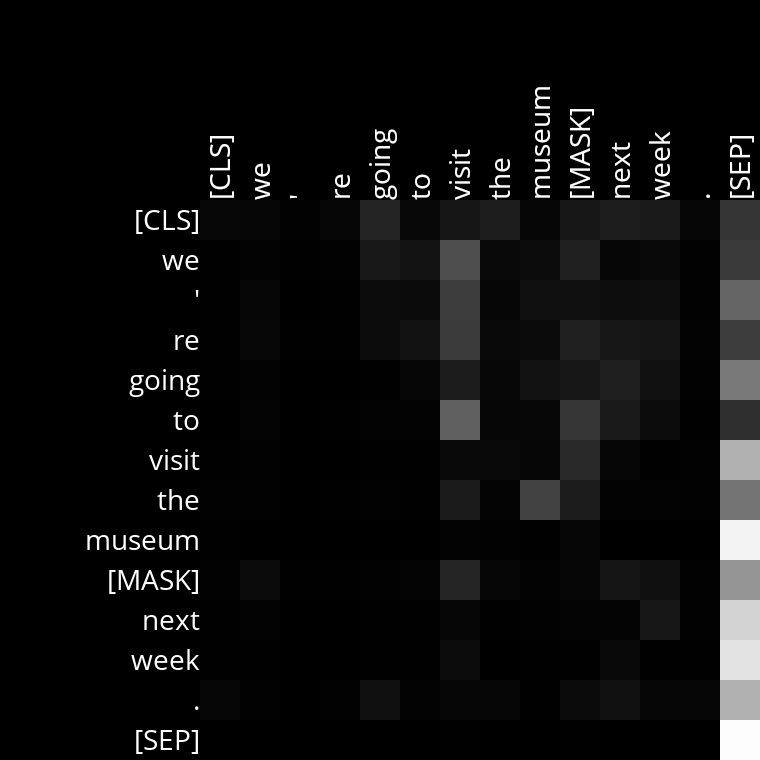 [CLS] we ' re going to visit the museum [MASK] next week . [SEP]
[CLS]
we
'
re
going
to
visit
the
museum
[MASK]
next
week
.
[SEP]